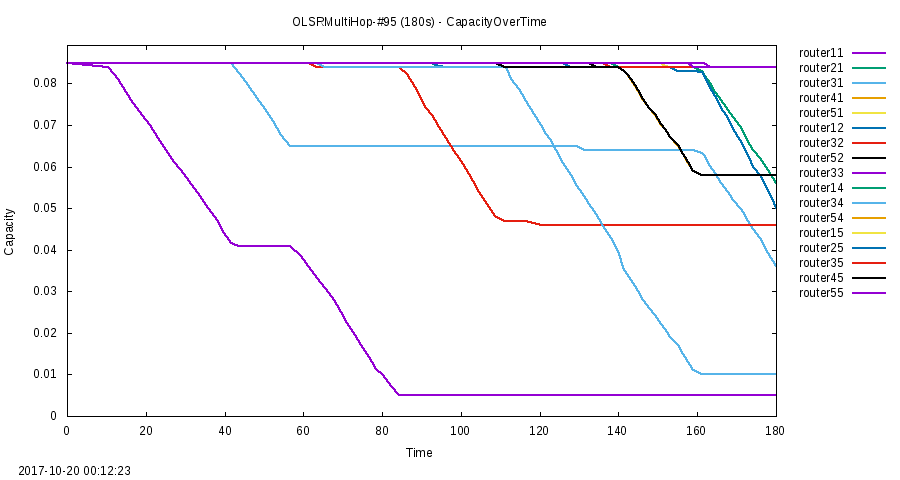 OLSRMultiHop-#95 (180s) - CapacityOverTime
router11
router21
router31
router41
router51
router12
router32
router52
router33
router14
router34
router54
router15
router25
router35
router45
router55
Capacity
0.08
0.07
0.06
0.05
0.04
0.03
0.02
0.01
0
0 20 40 60 80 100 120 140 160 180
Time
2017-10-20 00:12:23